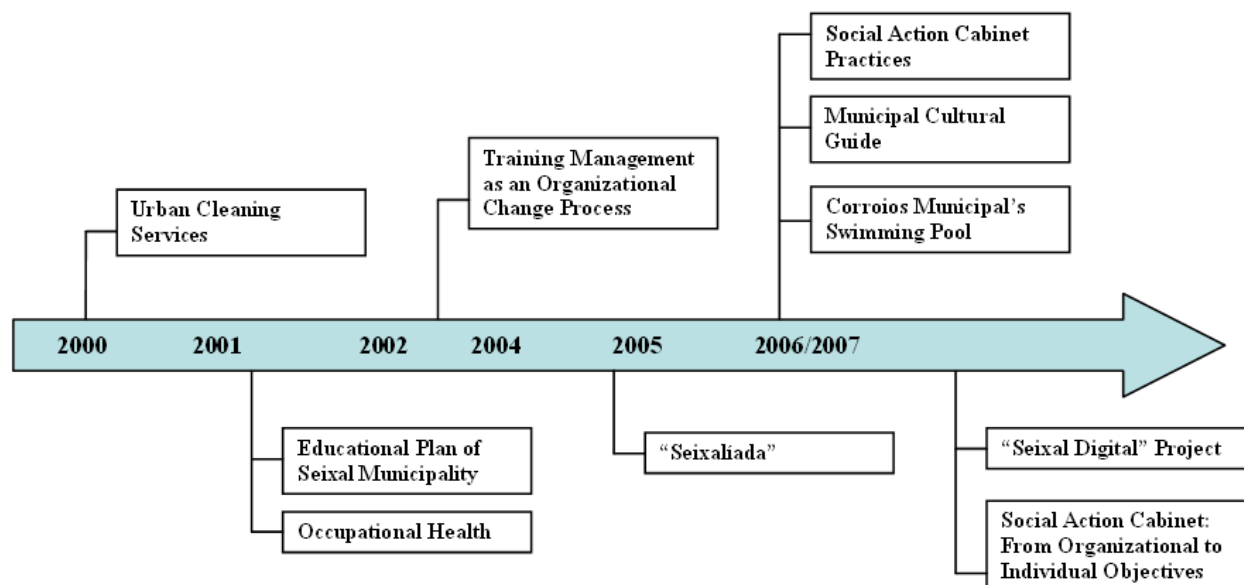 Social Action Cabinet
Practices
Municipal Cultural
Guide
Corroios Municipal's
Swimming Pool
Training Management
as an Organizational
Change Process
Urban Cleaning
Services
2000 2001 2002 2004 2005 2006/2007
Educational Plan of
Seixal Municipality
Occupational Health
“Seixalíada”
“Seixal Digital” Project
Social Action Cabinet:
From Organizational to
Individual Objectives